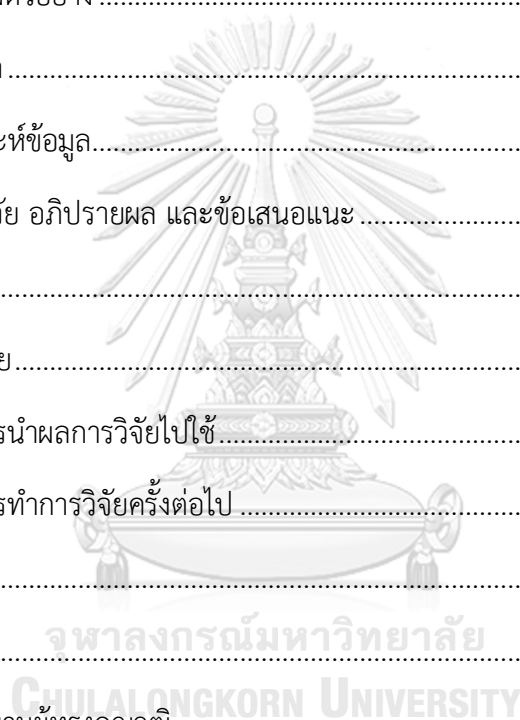 ะห์ข้อมูล................................................................
ัย อภิปรายผล และข้อเสนอแนะ........................
................................................................
ย................................................................
รนำผลการวิจัยไปใช้................................................
รทำการวิจัยครั้งต่อไป................................................
................................................................
จุฬาลงกรณ์มหาวิทยาลัย
................................................................
CHULALONGKORN UNIVERSITY